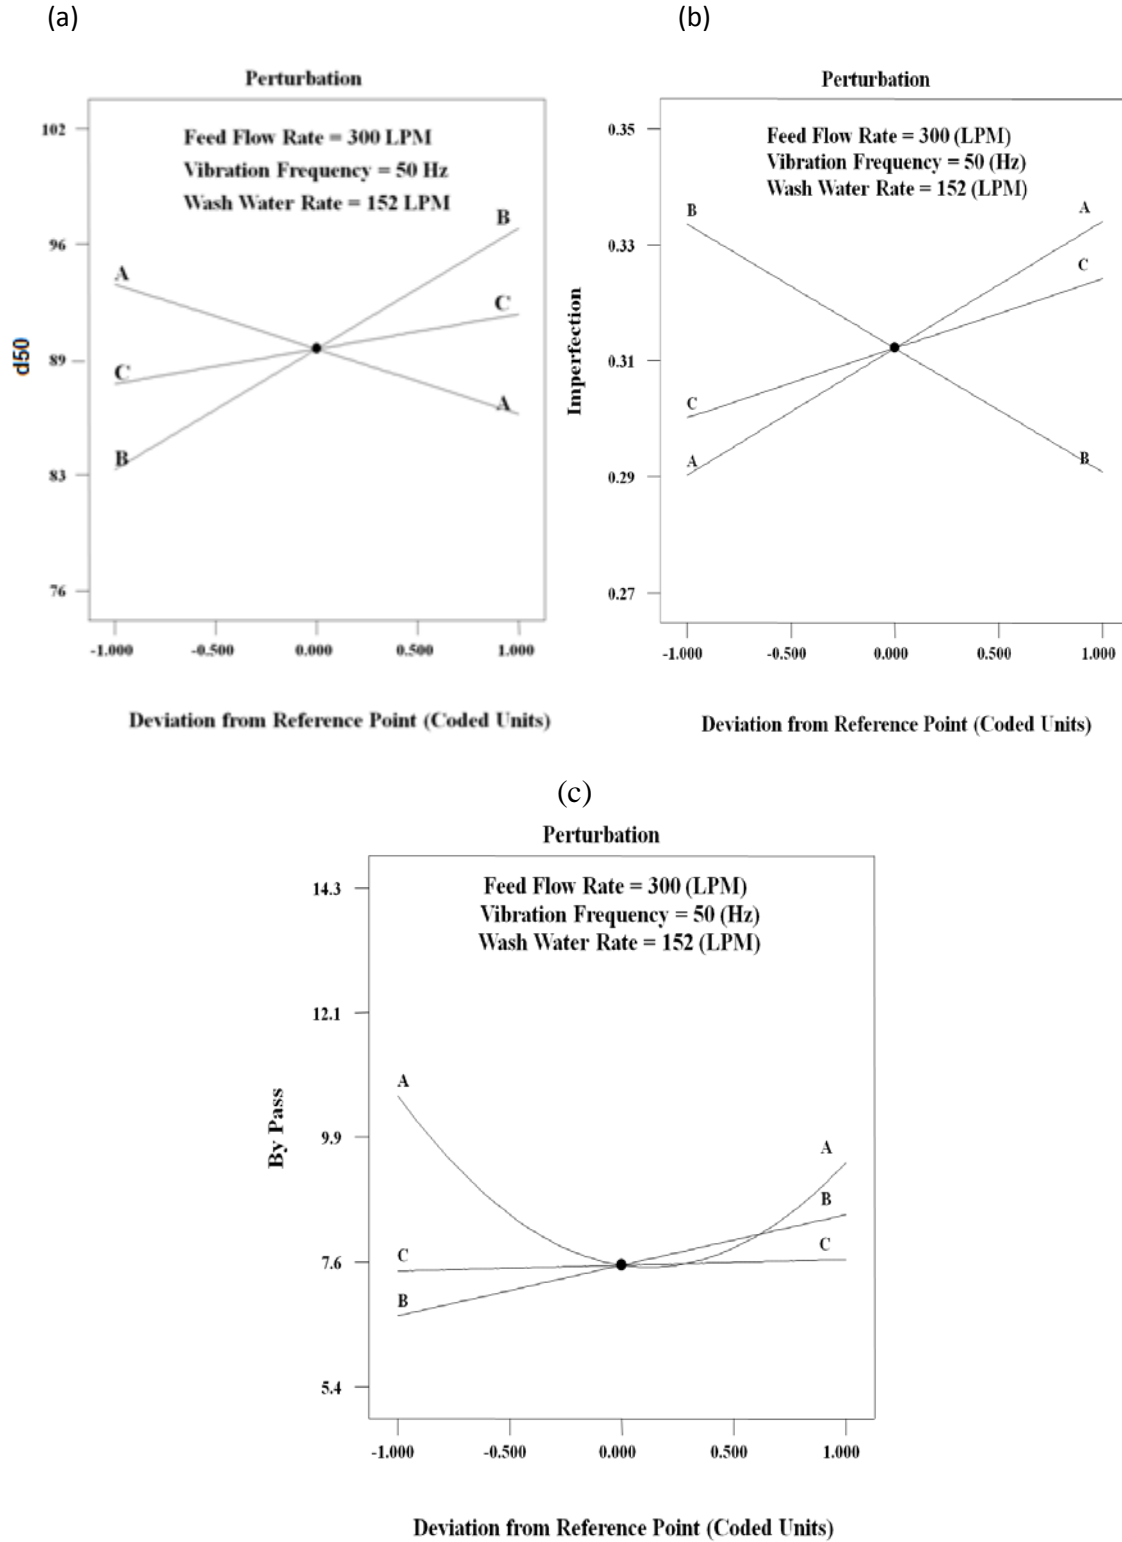 (a)
Perturbation
102
Feed Flow Rate = 300 LPM
Vibration Frequency = 50 Hz
Wash Water Rate = 152 LPM
B
96
A
C
d50
89
C
A
B
83
76
-1.000 -0.500 0.000 0.500 1.000
Deviation from Reference Point (Coded Units)
(b)
Perturbation
0.35
Feed Flow Rate = 300 (LPM)
Vibration Frequency = 50 (Hz)
Wash Water Rate = 152 (LPM)
B
A
0.33
C
Imperfection
0.31
C
A
B
0.29
0.27
-1.000 -0.500 0.000 0.500 1.000
Deviation from Reference Point (Coded Units)
(c)
Perturbation
14.3
Feed Flow Rate = 300 (LPM)
Vibration Frequency = 50 (Hz)
Wash Water Rate = 152 (LPM)
12.1
A
By Pass
9.9
A
B
C
C
7.6
B
5.4
-1.000 -0.500 0.000 0.500 1.000
Deviation from Reference Point (Coded Units)